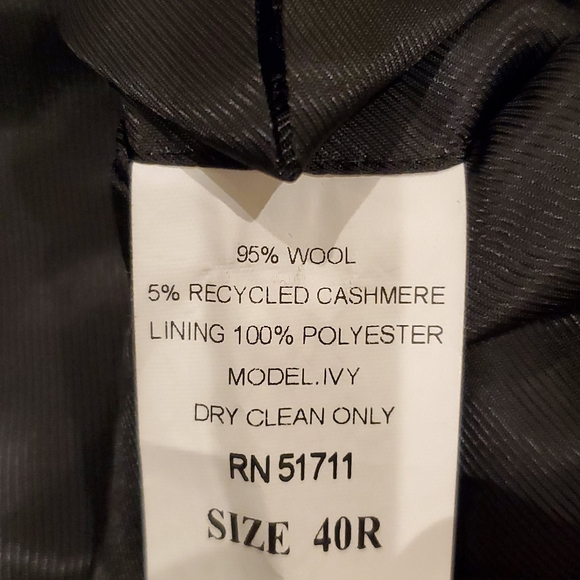 95% WOOL
5% RECYCLED CASHMERE
LINING 100% POLYESTER
MODEL.IVY
DRY CLEAN ONLY
RN 51711
SIZE 40R